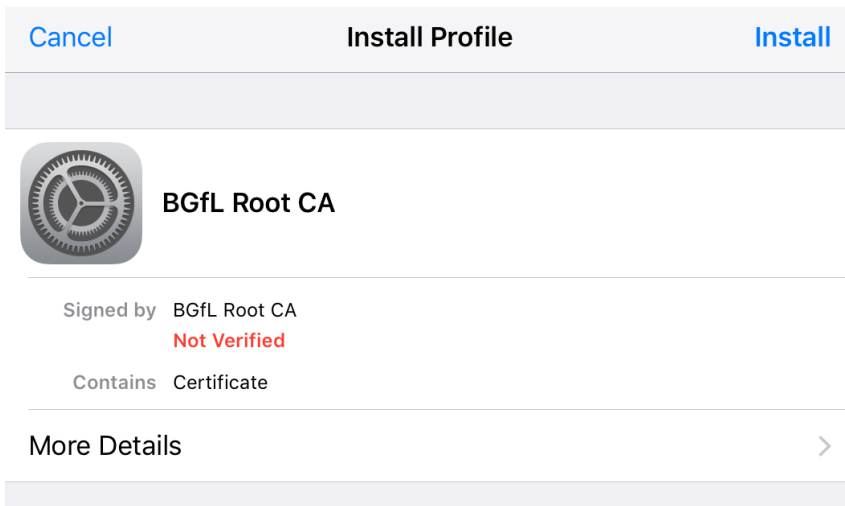 Cancel Install Profile Install
BGfL Root CA
Signed by BGfL Root CA
Not Verified
Contains Certificate
More Details